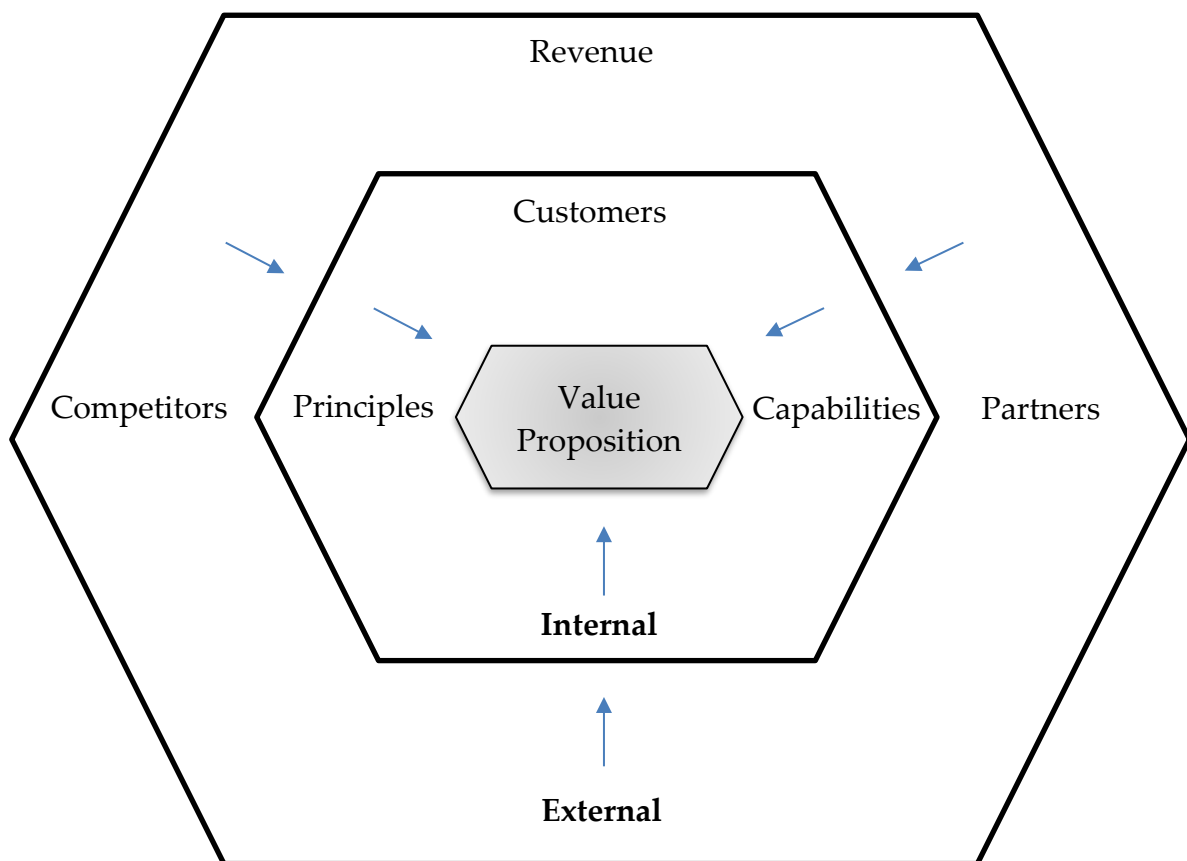 Revenue
Customers
Competitors
Principles
Value
Proposition
Capabilities
Partners
Internal
External